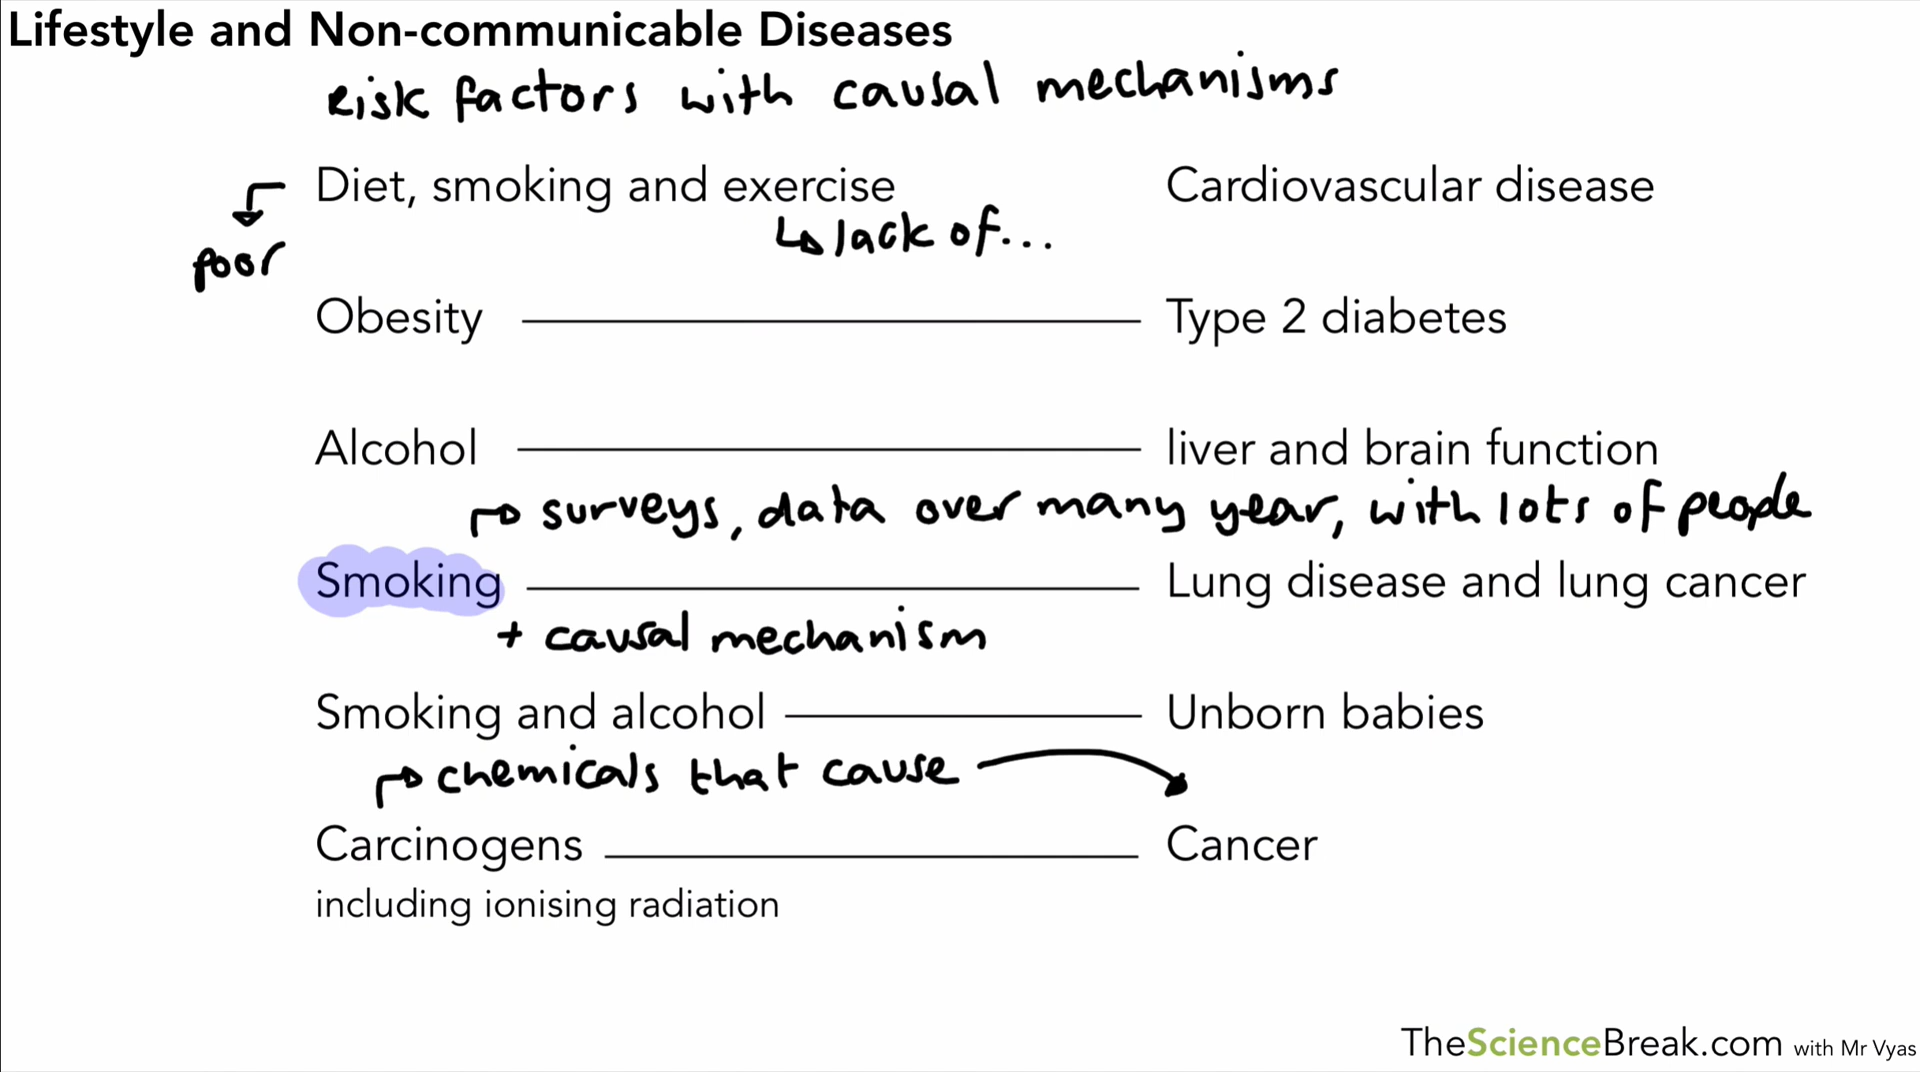 Lifestyle and Non-communicable Diseases
risk factors with causal mechanisms
Diet, smoking and exercise Cardiovascular disease
↳ lack of...
poor
Obesity Type 2 diabetes
Alcohol liver and brain function
surveys, data over many year, with lots of people
Smoking Lung disease and lung cancer
+ causal mechanism
Smoking and alcohol Unborn babies
chemicals that cause
Carcinogens Cancer
including ionising radiation
TheScienceBreak.com with Mr Vyas